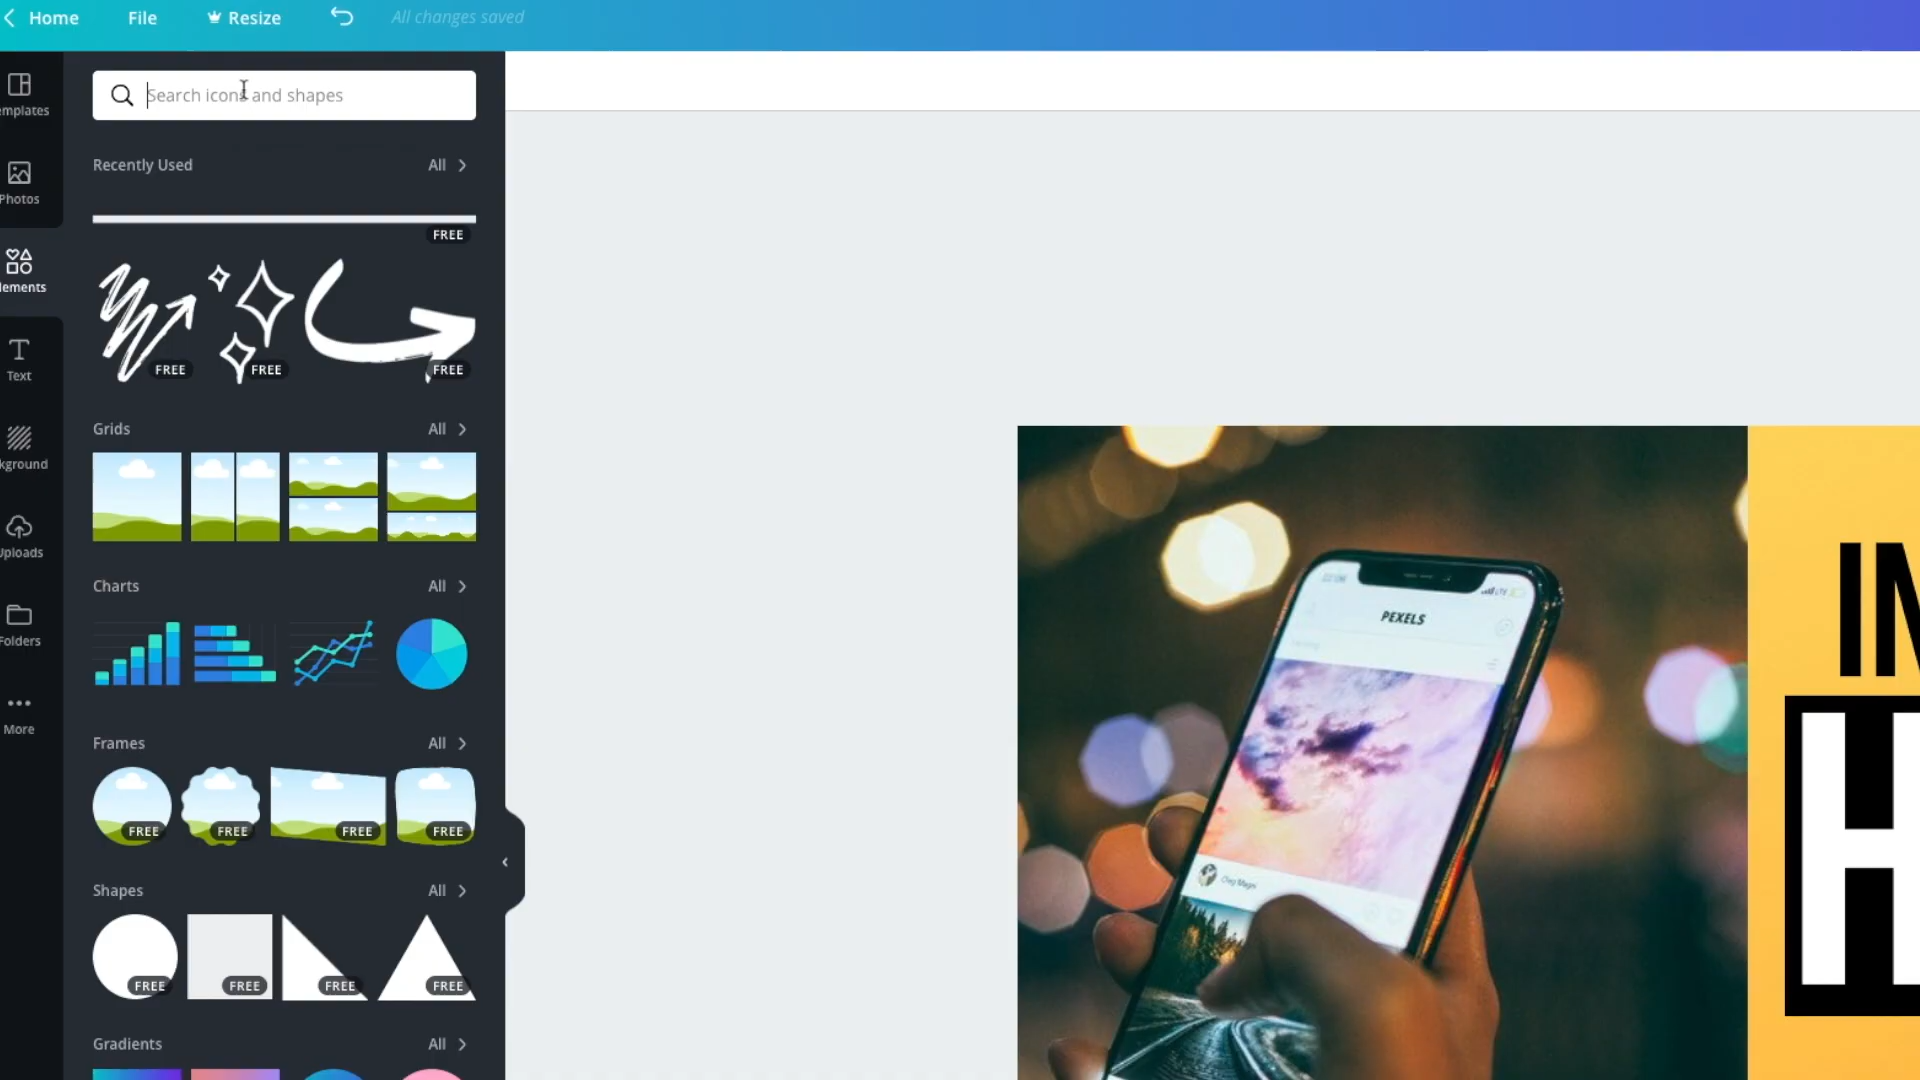 Home File Resize All changes saved
Search icons and shapes
Recently Used All
FREE
FREE FREE FREE
Grids All
Charts All
Frames All
FREE FREE FREE FREE
Shapes All
FREE FREE FREE FREE
Gradients All
emplates
Photos
lements
Text
kground
Uploads
Folders
More
PEXELS
IN
H